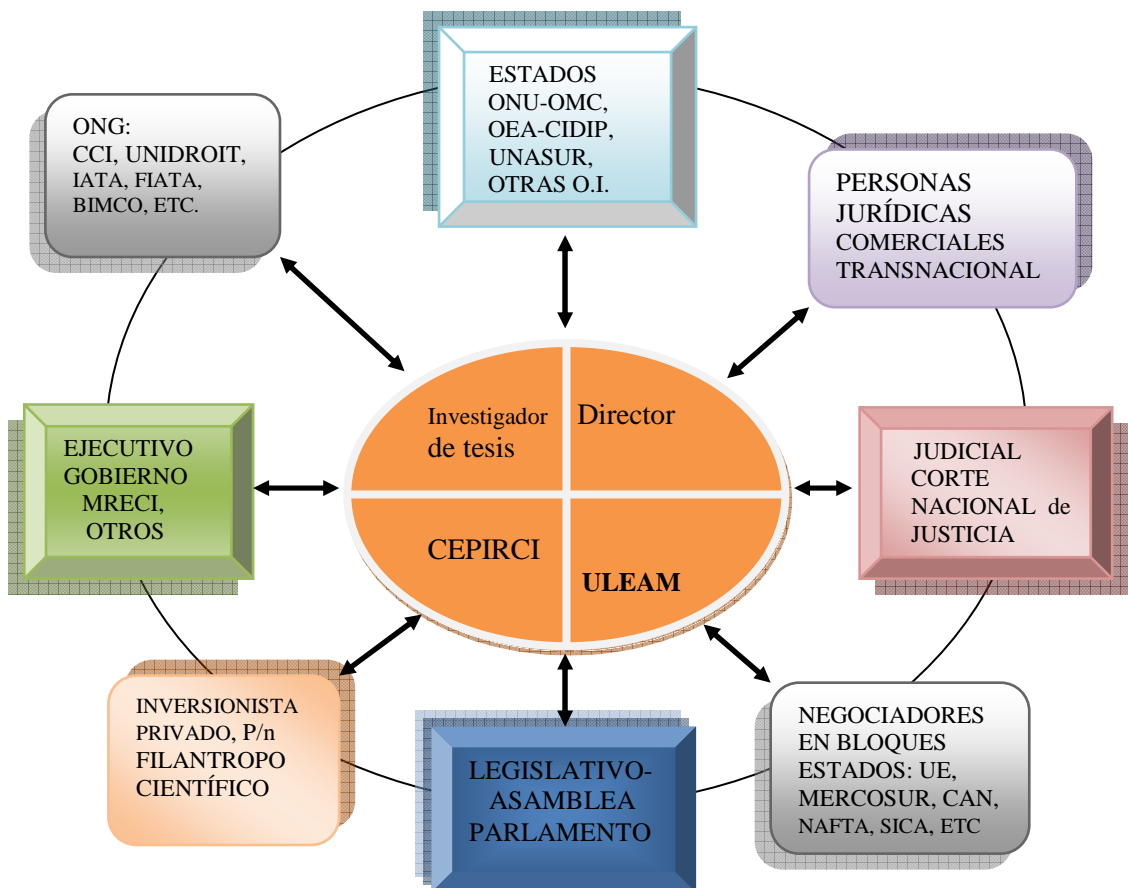 ESTADOS
ONU-OMC,
OEA-CIDIP,
UNASUR,
OTRAS O.I.
ONG:
CCI, UNIDROIT,
IATA, FIATA,
BIMCO, ETC.
PERSONAS
JURÍDICAS
COMERCIALES
TRANSNACIONAL
Investigador
de tesis
Director
CEPIRCI
ULEAM
EJECUTIVO
GOBIERNO
MRECI,
OTROS
JUDICIAL
CORTE
NACIONAL de
JUSTICIA
INVERSIONISTA
PRIVADO, P/n
FILANTROPO
CIENTÍFICO
LEGISLATIVO-
ASAMBLEA
PARLAMENTO
NEGOCIADORES
EN BLOQUES
ESTADOS: UE,
MERCOSUR, CAN,
NAFTA, SICA, ETC